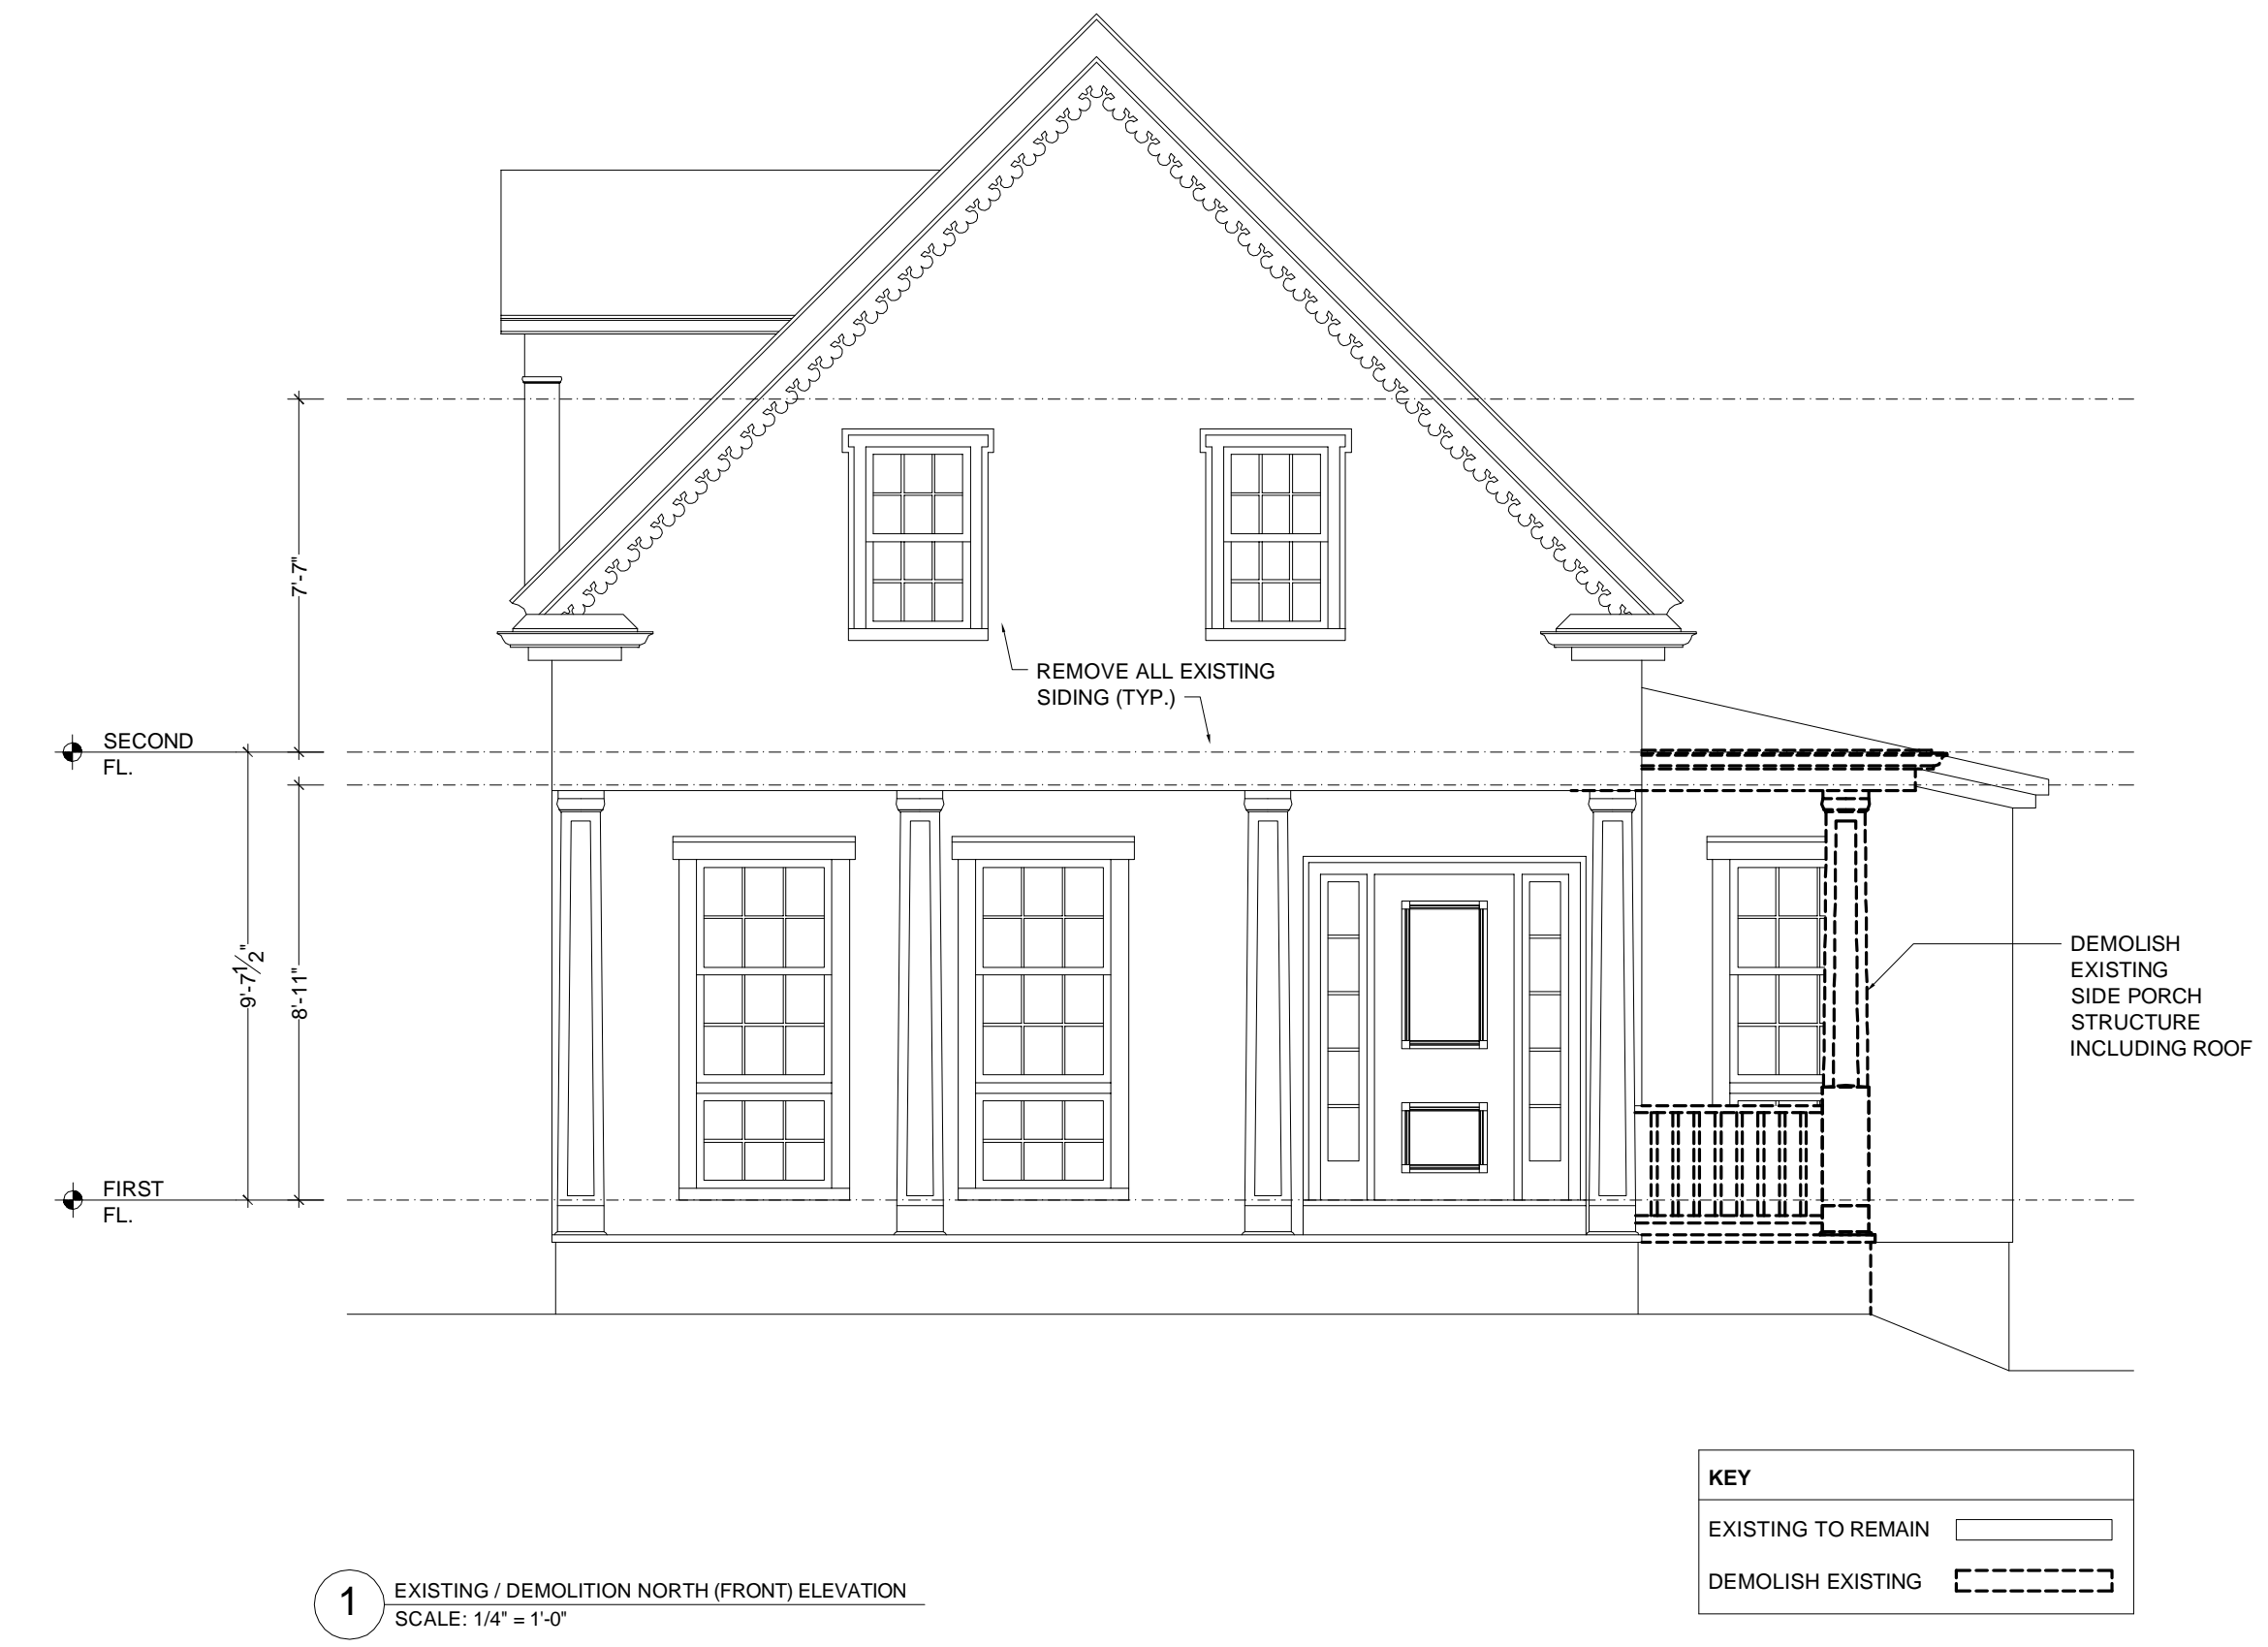 7'-7"
REMOVE ALL EXISTING
SIDING (TYP.)
SECOND
FL.
9'-7 1/2"
8'-11"
DEMOLISH
EXISTING
SIDE PORCH
STRUCTURE
INCLUDING ROOF
FIRST
FL.
KEY
EXISTING TO REMAIN
DEMOLISH EXISTING
1
EXISTING / DEMOLITION NORTH (FRONT) ELEVATION
SCALE: 1/4" = 1'-0"